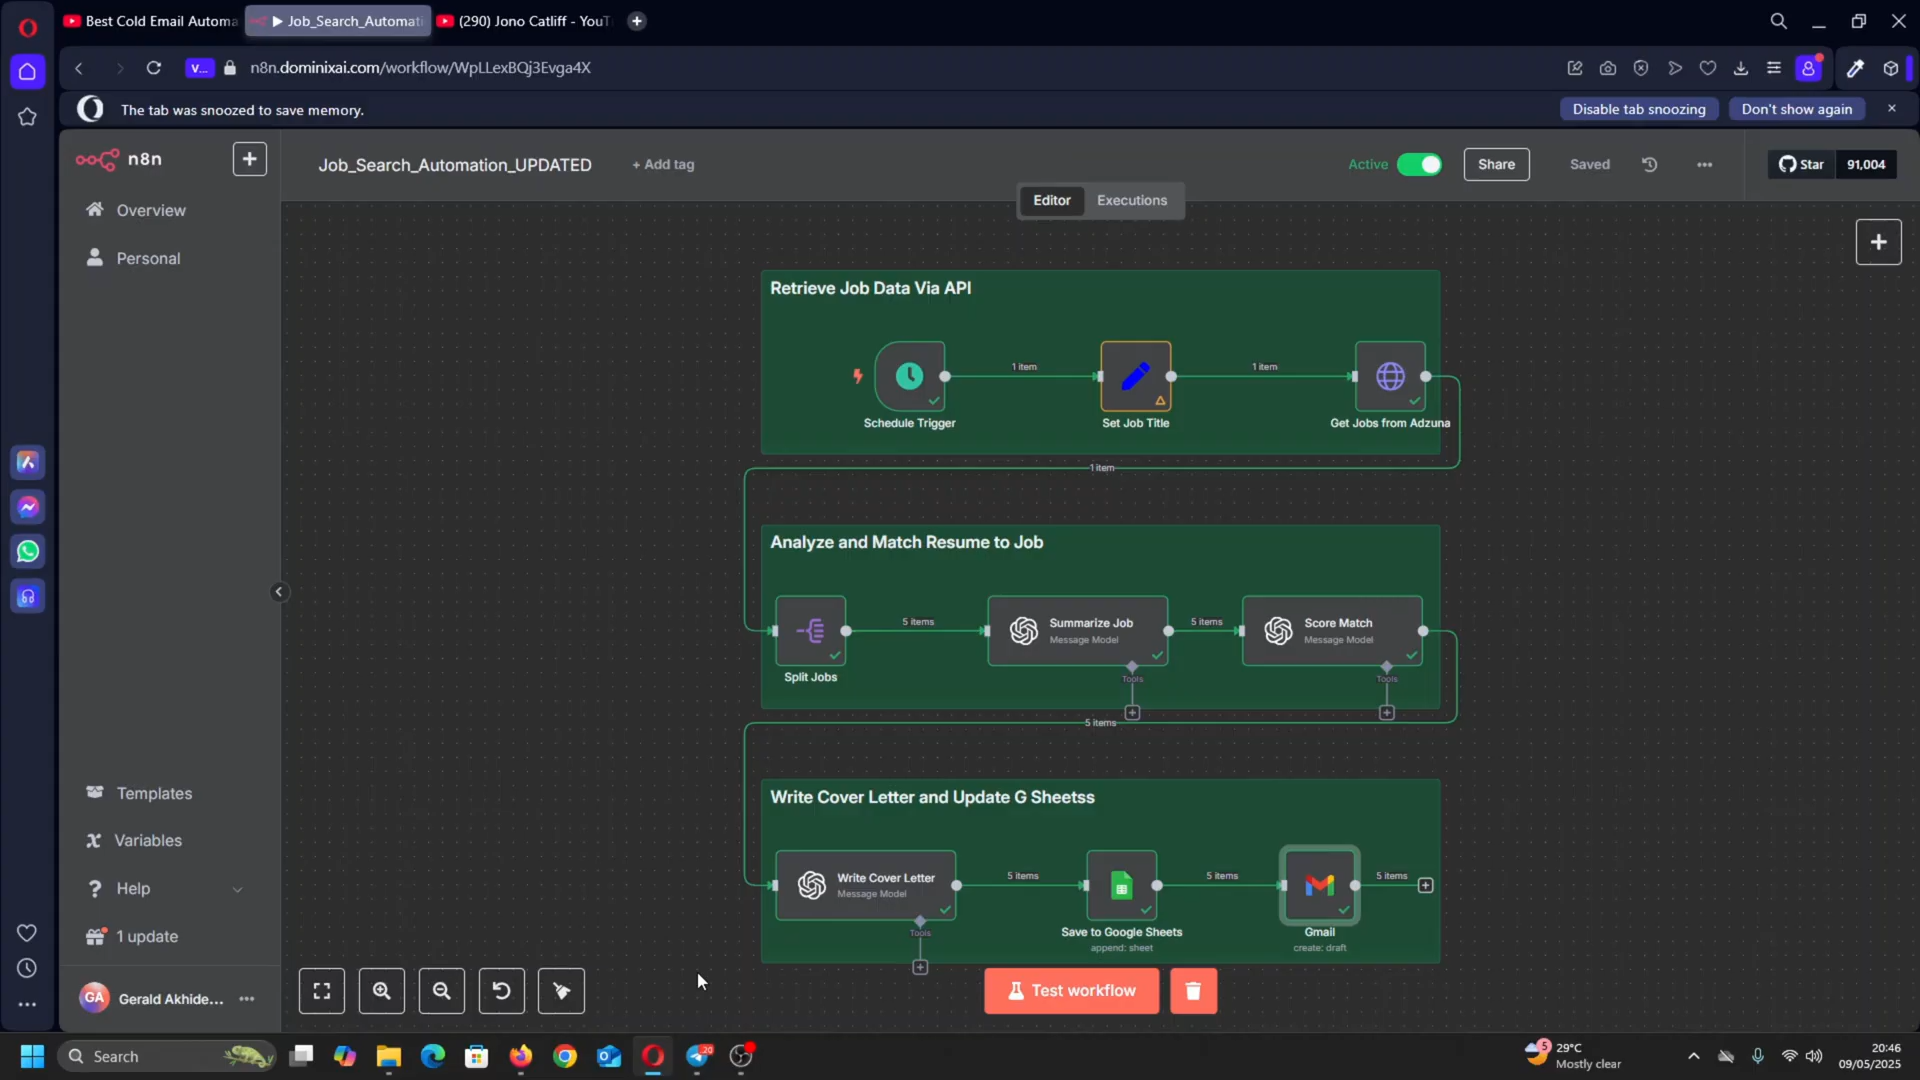 Best Cold Email Automa
Job_Search_Automati
(290) Jono Catliff - YouT
V...
n8n.dominixai.com/workflow/WpLLexBQj3Evga4X
The tab was snoozed to save memory.
Disable tab snoozing
Don't show again
n8n
Job_Search_Automation_UPDATED
+ Add tag
Active
Share
Saved
Star
91,004
Editor
Executions
Overview
Personal
Retrieve Job Data Via API
1 item
1 item
Schedule Trigger
Set Job Title
Get Jobs from Adzuna
1 item
Analyze and Match Resume to Job
5 items
Summarize Job
Message Model
5 items
Score Match
Message Model
Split Jobs
Tools
Tools
5 items
Write Cover Letter and Update G Sheetss
Write Cover Letter
Message Model
5 items
5 items
5 items
Tools
Save to Google Sheets
append: sheet
Gmail
create: draft
Templates
Variables
Help
1 update
GA
Gerald Akhide...
Test workflow
Search
20
5
29°C
Mostly clear
20:46
09/05/2025